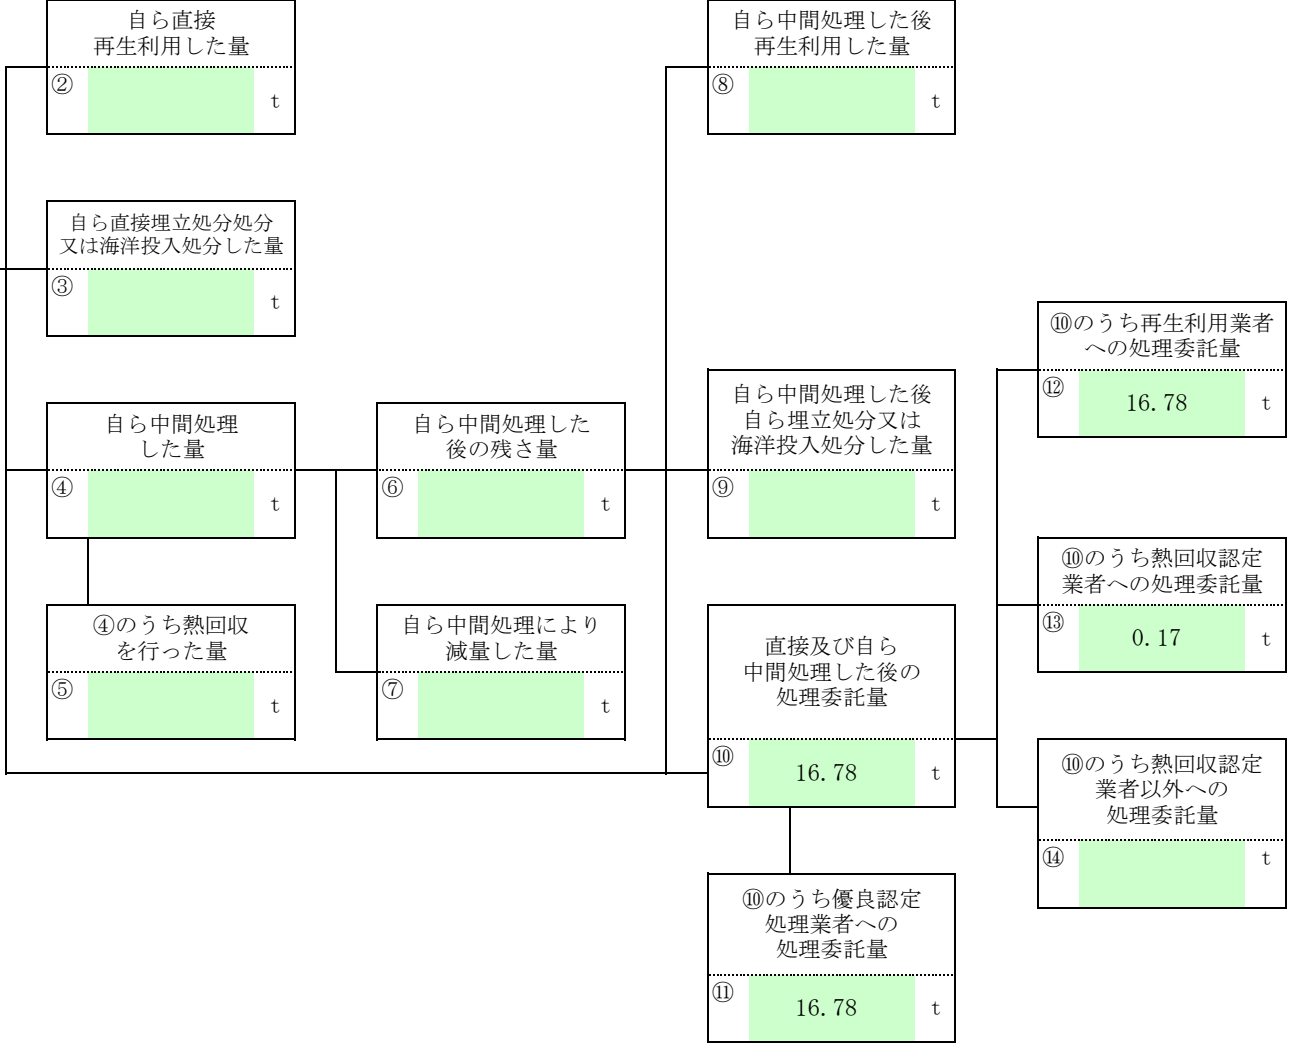 自ら直接
再生利用した量
②
t
自ら中間処理した後
再生利用した量
⑧
t
自ら直接埋立処分処分
又は海洋投入処分した量
③
t
⑩のうち再生利用業者
への処理委託量
⑫
16.78
t
自ら中間処理
した量
④
t
自ら中間処理した
後の残さ量
⑥
t
自ら中間処理した後
自ら埋立処分又は
海洋投入処分した量
⑨
t
⑩のうち熱回収認定
業者への処理委託量
⑬
0.17
t
④のうち熱回収
を行った量
⑤
t
自ら中間処理により
減量した量
⑦
t
直接及び自ら
中間処理した後の
処理委託量
⑩
16.78
t
⑩のうち熱回収認定
業者以外への
処理委託量
⑭
t
⑩のうち優良認定
処理業者への
処理委託量
⑪
16.78
t